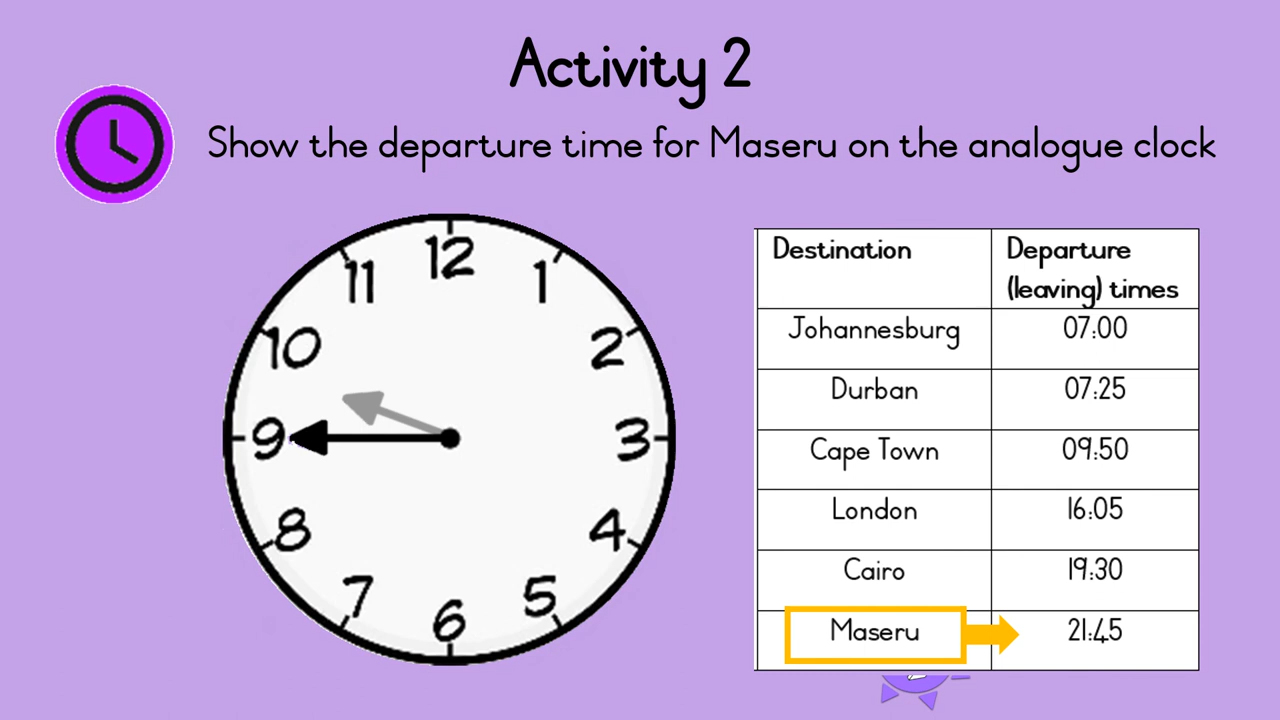 Activity 2
Show the departure time for Maseru on the analogue clock
12
11
1
10
2
9
3
8
4
7
5
6
Destination Departure (leaving) times
Johannesburg 07:00
Durban 07:25
Cape Town 09:50
London 16:05
Cairo 19:30
Maseru 21:45